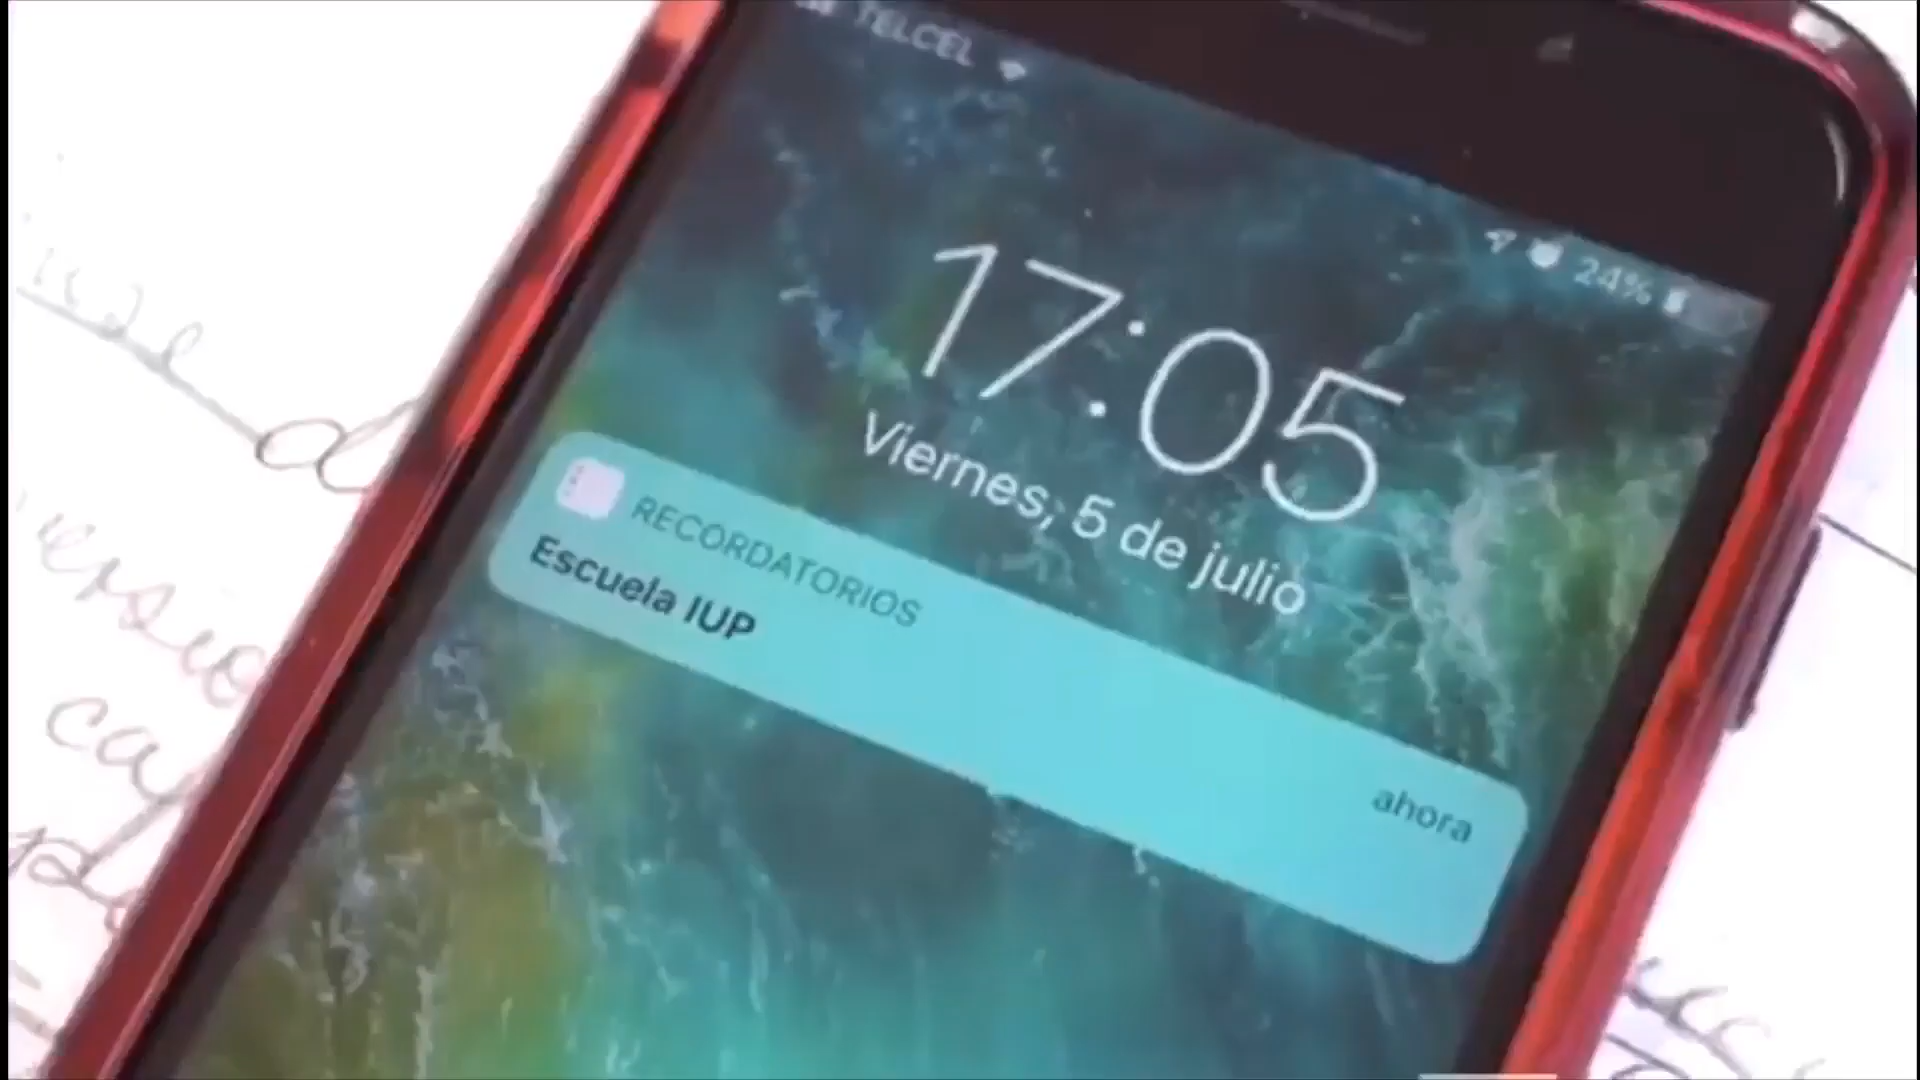 TELCEL
24%
17:05
Viernes, 5 de julio
RECORDATORIOS
Escuela IUP
ahora